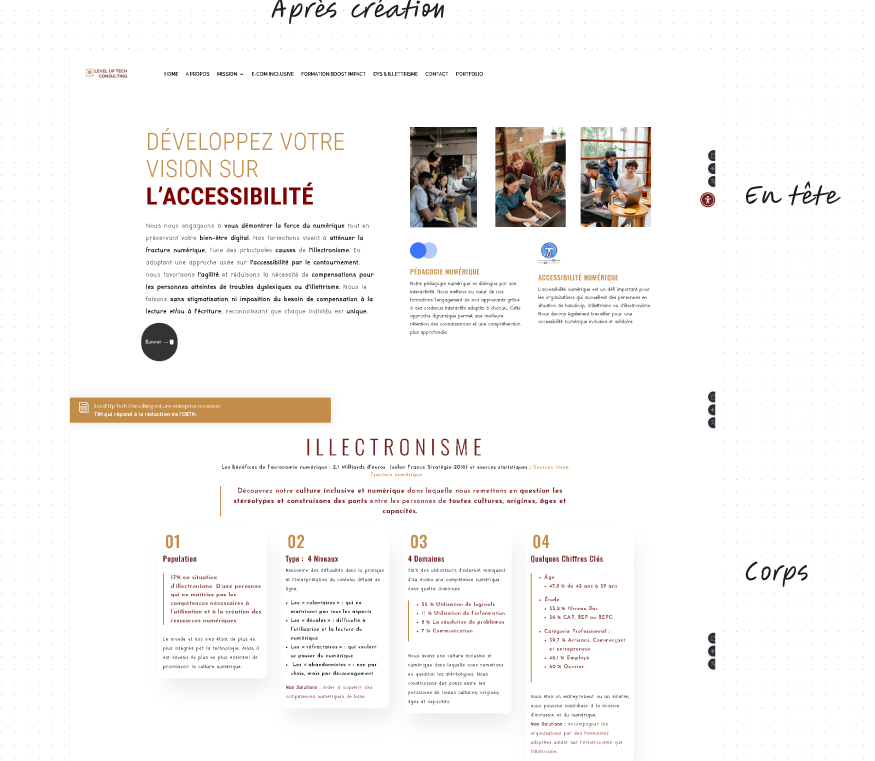 Après création
LEVEL UP TECH
CONSULTING
HOME A PROPOS MISSION E-COM INCLUSIVE FORMATION BOOST IMPACT DYS & ILLETTRISME CONTACT PORTFOLIO
DÉVELOPPEZ VOTRE
VISION SUR
L'ACCESSIBILITÉ
Nous nous engageons à vous démontrer la force du numérique tout en
préservant votre bien-être digital. Nos formations visent à atténuer la
fracture numérique, l'une des principales causes de l'illectronisme. En
adoptant une approche axée sur l'accessibilité par le contournement,
nous favorisons l'agilité et réduisons la nécessité de compensations pour
les personnes atteintes de troubles dyslexiques ou d'illettrisme. Nous le
faisons sans stigmatisation ni imposition du besoin de compensation à la
lecture et/ou à l'écriture, reconnaissant que chaque individu est unique.
PÉDAGOGIE NUMÉRIQUE
Notre pédagogie numérique se distingue par son
interactivité. Nous mettons au cœur de nos
formations l'engagement de nos apprenants grâce
à des contenus interactifs adaptés à chacun. Cette
approche dynamique permet une meilleure
rétention des connaissances et une compréhension
plus approfondie.
ACCESSIBILITÉ NUMÉRIQUE
L'accessibilité numérique est un défi important pour
les organisations qui accueillent des personnes en
situation de handicap, d'illettrisme ou d'illectronisme.
Nous devons également travailler pour une
accessibilité numérique inclusive et solidaire.
En tête
Suivant →
Level Up Tech Consulting est une entreprise reconnue
TIH qui répond à la rédaction de l'OETH.
ILLECTRONISME
Les bénéfices de l'autonomie numérique : 2,1 Milliards d'euros (selon France Stratégie-2018) et sources statistiques : Sources Insee-
Fracture numérique
Découvrez notre culture inclusive et numérique dans laquelle nous remettons en question les
stéréotypes et construisons des ponts entre les personnes de toutes cultures, origines, âges et
capacités.
01
Population
17% en situation
d'illectronisme. D'une personne
qui ne maîtrise pas les
compétences nécessaires à
l'utilisation et à la création des
ressources numériques
Le monde et nos vies étant de plus en
plus intégrés par la technologie. Ainsi, il
est devenu de plus en plus essentiel de
promouvoir la culture numérique.
02
Type : 4 Niveaux
Rencontre des difficultés dans la pratique
et l'interprétation du contenu diffusé en
ligne.
• Les « volontaires » : qui ne
maîtrisent pas tous les aspects
• Les « décalés » : difficulté à
l'utilisation et la lecture du
numérique
• Les « réfractaires » : qui veulent
se passer du numérique
• Les « abandonnistes » : non par
choix, mais par découragement
Nos Solutions : Aider à acquérir des
compétences numériques de base.
03
4 Domaines
38% des utilisateurs d'internet manquent
d'au moins une compétence numérique
dans quatre domaines
• 35 % Utilisation de logiciels
• 11 % Utilisation de l'information
• 8 % La résolution de problèmes
• 7 % Communication
Nous avons une culture inclusive et
numérique dans laquelle nous remettons
en question les stéréotypes. Nous
construisons des ponts entre les
personnes de toutes cultures, origines,
âges et capacités.
04
Quelques Chiffres Clés
• Âge
• 47,8 % de 45 ans à 59 ans
• Étude
• 33,2 % Niveau Bac
• 36 % CAP, BEP ou BEPC
• Catégorie Professionnel :
• 39,7 % Artisans, Commerçant
et entrepreneur.
• 46,1 % Employé
• 60 % Ouvrier
Vous êtes un entrepreneur ou un salarié,
vous pouvez contribuer à la mission
d'inclusion et du numérique.
Nos Solutions : Accompagner les
organisations par des formations
adaptées autant sur l'illectronisme que
l'illettrisme.
Corps